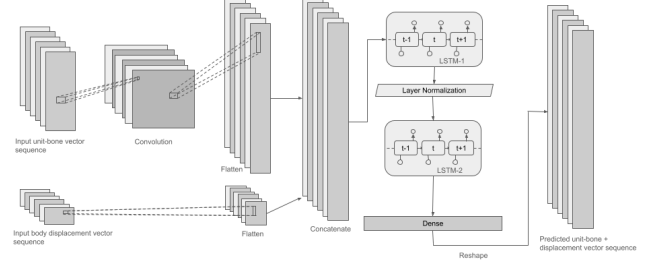 Input unit-bone vector
sequence
Convolution
Flatten
Input body displacement vector
sequence
Flatten
Concatenate
t-1 t t+1
LSTM-1
Layer Normalization
t-1 t t+1
LSTM-2
Dense
Reshape
Predicted unit-bone +
displacement vector sequence